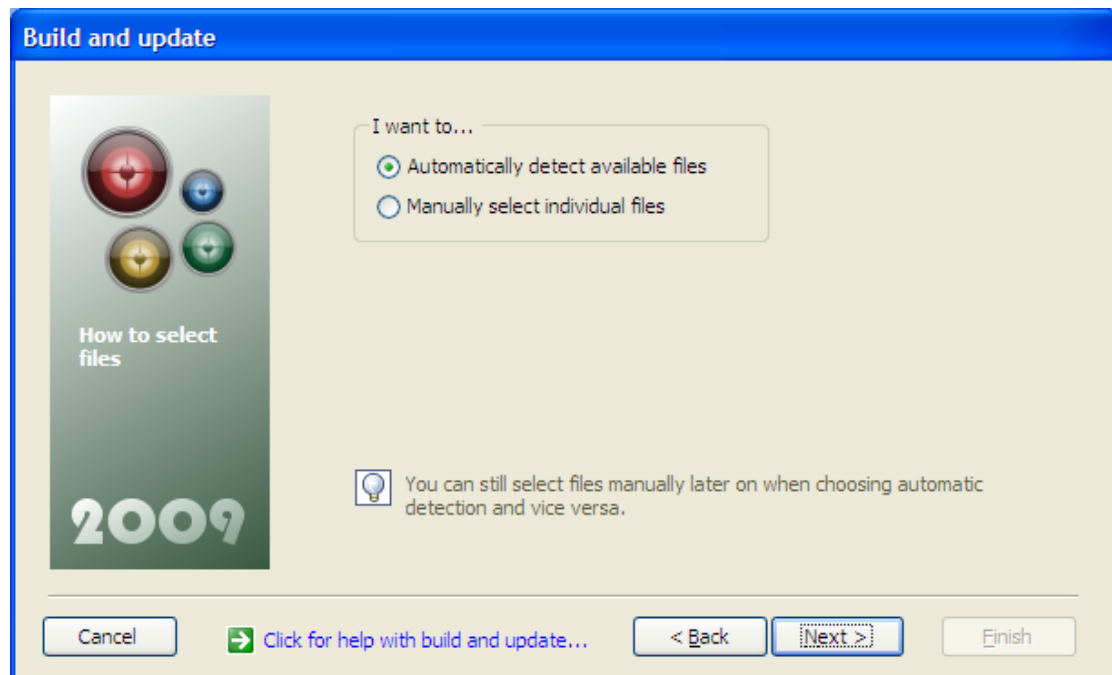 Build and update
I want to...
Automatically detect available files
Manually select individual files
How to select
files
You can still select files manually later on when choosing automatic
detection and vice versa.
2009
Cancel
Click for help with build and update...
< Back
Next >
Finish